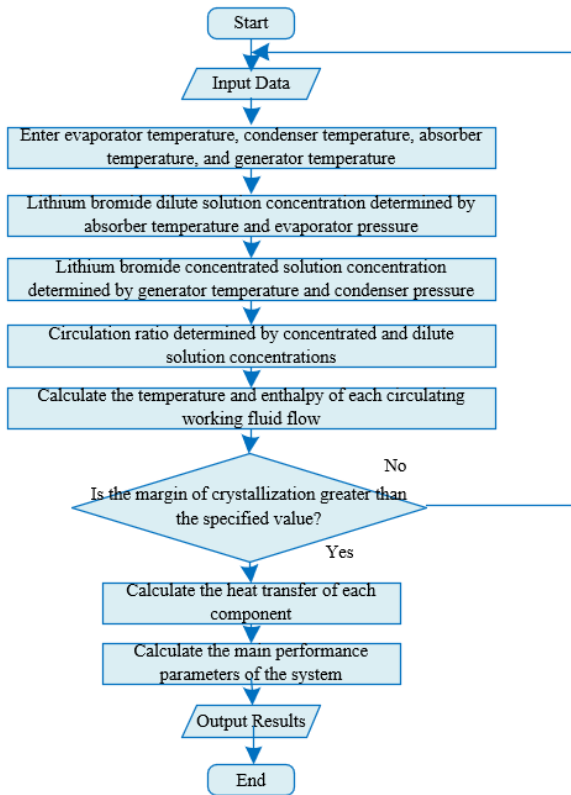 Start
Input Data
Enter evaporator temperature, condenser temperature, absorber
temperature, and generator temperature
Lithium bromide dilute solution concentration determined by
absorber temperature and evaporator pressure
Lithium bromide concentrated solution concentration
determined by generator temperature and condenser pressure
Circulation ratio determined by concentrated and dilute
solution concentrations
Calculate the temperature and enthalpy of each circulating
working fluid flow
No
Is the margin of crystallization greater than
the specified value?
Yes
Calculate the heat transfer of each
component
Calculate the main performance
parameters of the system
Output Results
End